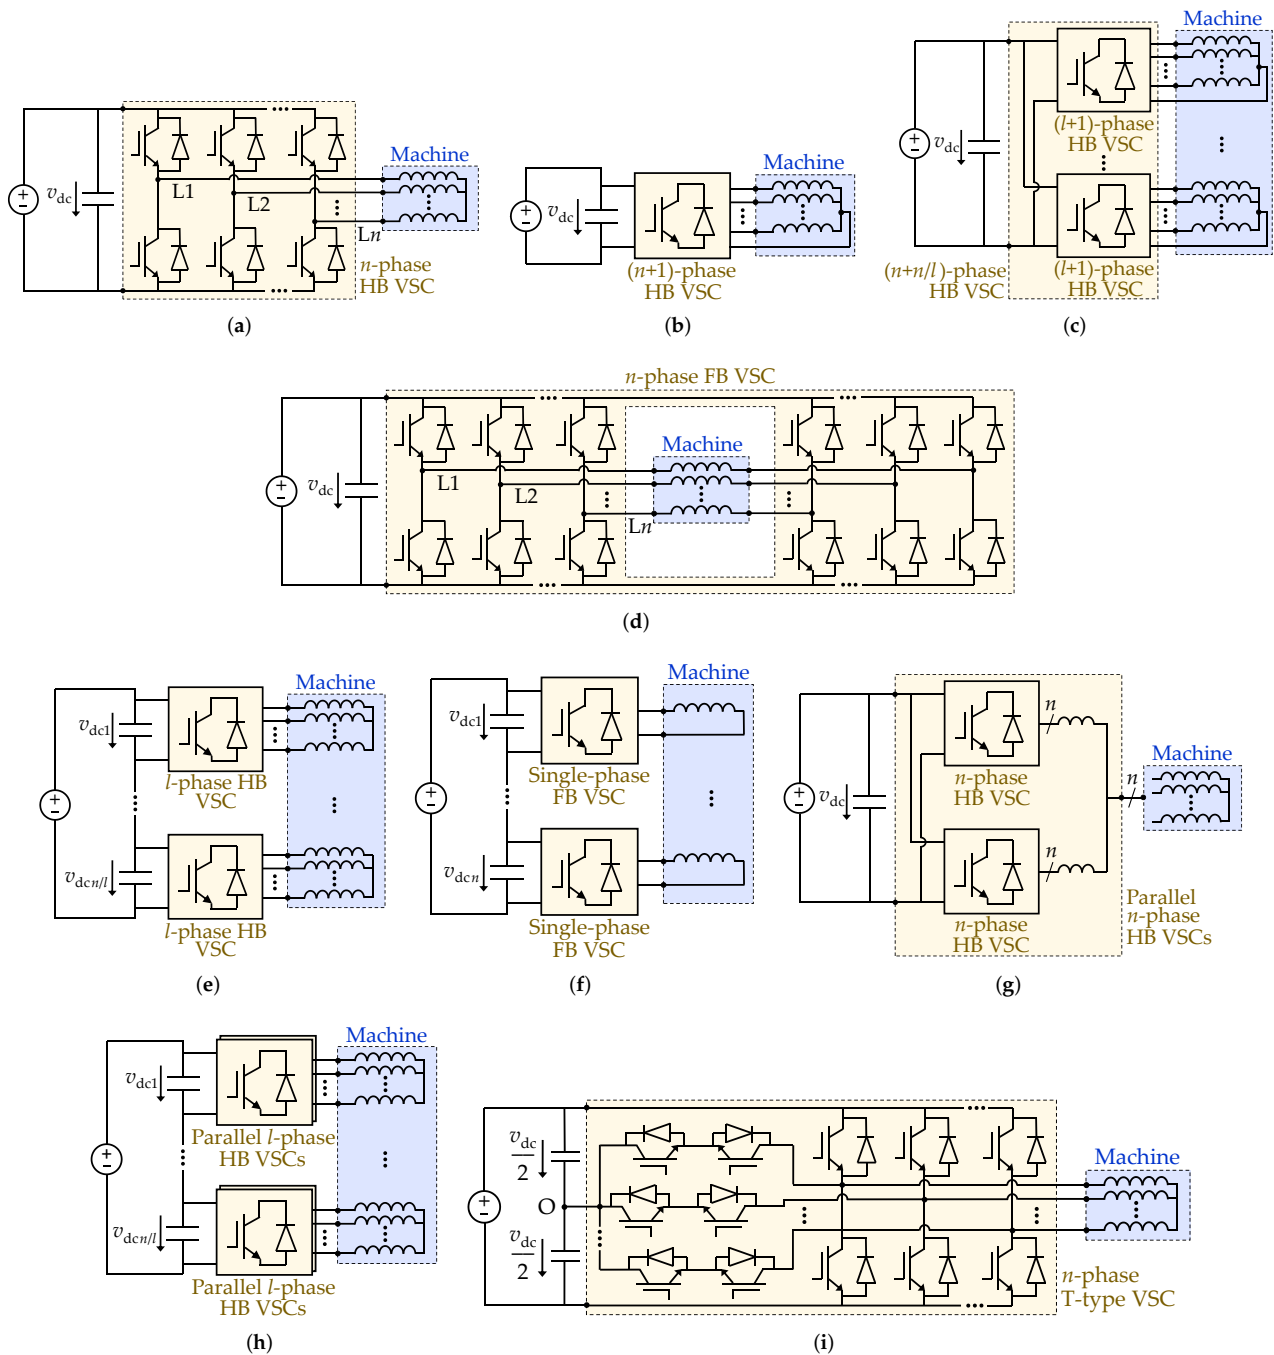 v_dc
L1
L2
Ln
Machine
n-phase
HB VSC
(a)
v_dc
Machine
(n+1)-phase
HB VSC
(b)
Machine
v_dc
(l+1)-phase
HB VSC
(l+1)-phase
HB VSC
(n+n/l)-phase
HB VSC
(c)
n-phase FB VSC
v_dc
L1
L2
Ln
Machine
(d)
Machine
v_dc1
l-phase HB
VSC
v_dcn/l
l-phase HB
VSC
(e)
Machine
v_dc1
Single-phase
FB VSC
v_dcn
Single-phase
FB VSC
(f)
v_dc
n
n-phase
HB VSC
n
n-phase
HB VSC
n
Machine
Parallel
n-phase
HB VSCs
(g)
Machine
v_dc1
Parallel l-phase
HB VSCs
v_dcn/l
Parallel l-phase
HB VSCs
(h)
v_dc
2
O
v_dc
2
Machine
n-phase
T-type VSC
(i)